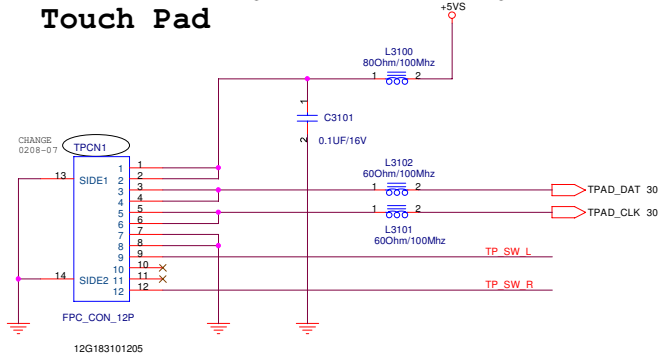 Touch Pad
+5VS
L3100
80Ohm/100Mhz
1 2
1
C3101
2
0.1UF/16V
CHANGE
0208-07
TPCN1
L3102
60Ohm/100Mhz
13 SIDE1 1 1
2 2
3 3
1 2
TPAD_DAT 30
4 4
5 5
1 2
TPAD_CLK 30
6 6
7 7
L3101
60Ohm/100Mhz
8 8
9 9
TP_SW_L
10 10
14 SIDE2 11 11
12 12
TP_SW_R
FPC_CON_12P
12G183101205